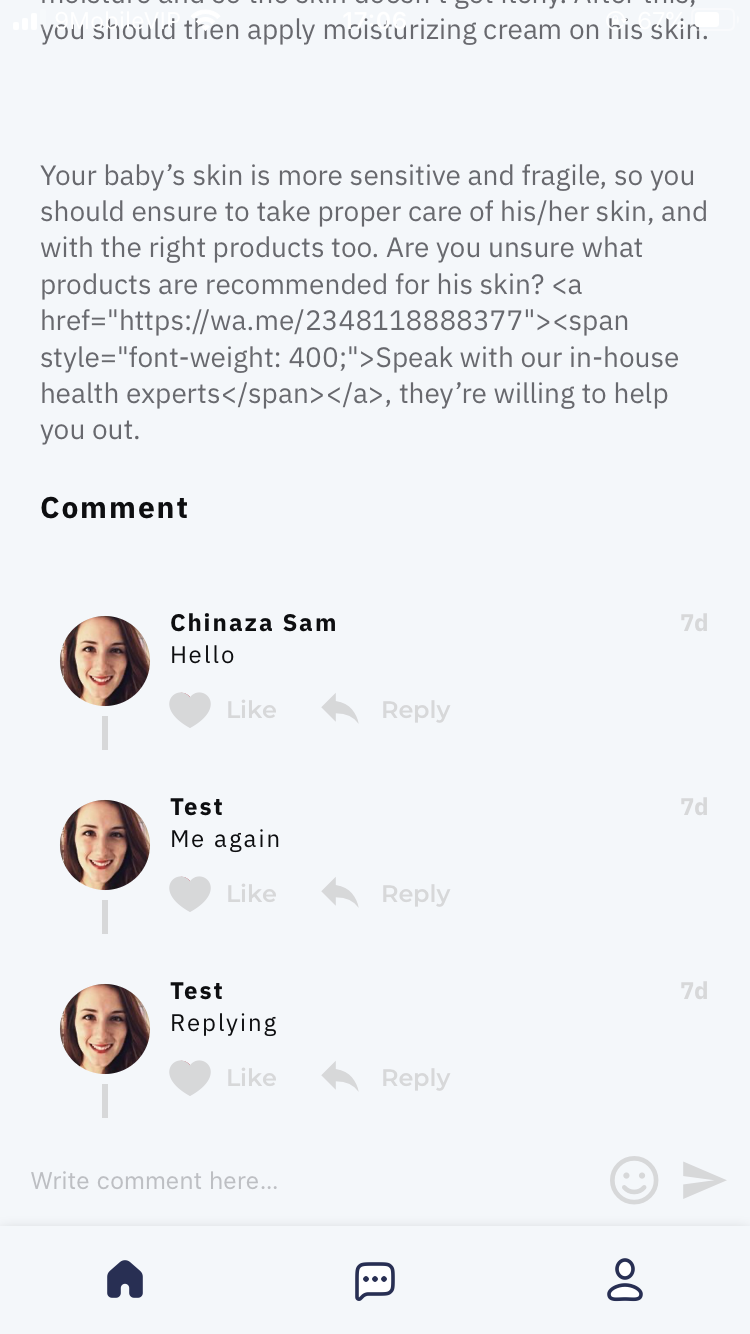 moisture and so the skin doesn't get itchy. After this,
9MobileVIP 17:06 67%
you should then apply moisturizing cream on his skin.
Your baby’s skin is more sensitive and fragile, so you
should ensure to take proper care of his/her skin, and
with the right products too. Are you unsure what
products are recommended for his skin? <a
href="https://wa.me/2348118888377"><span
style="font-weight: 400;">Speak with our in-house
health experts</span></a>, they’re willing to help
you out.
Comment
Chinaza Sam 7d
Hello
Like Reply
Test 7d
Me again
Like Reply
Test 7d
Replying
Like Reply
Write comment here...